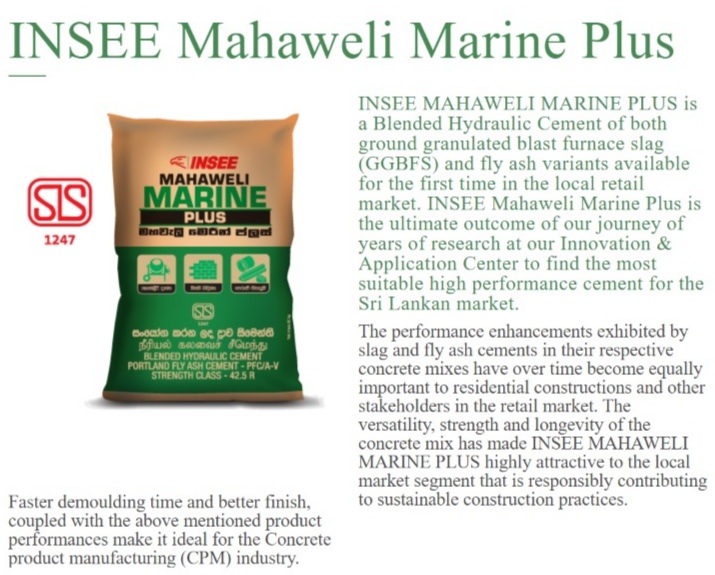 INSEE Mahaweli Marine Plus
SLS
1247
INSEE
MAHAWELI
MARINE
PLUS
මහවැලි මෙරින් ප්ලස්
SLS
1247
සංයෝග කරන ලද ද්‍රාව සිමෙන්ති
நீரியல் கலவைச் சீமெந்து
BLENDED HYDRAULIC CEMENT
PORTLAND FLY ASH CEMENT - PFC/A-V
STRENGTH CLASS - 42.5 R
Faster demoulding time and better finish,
coupled with the above mentioned product
performances make it ideal for the Concrete
product manufacturing (CPM) industry.
INSEE MAHAWELI MARINE PLUS is
a Blended Hydraulic Cement of both
ground granulated blast furnace slag
(GGBFS) and fly ash variants available
for the first time in the local retail
market. INSEE Mahaweli Marine Plus is
the ultimate outcome of our journey of
years of research at our Innovation &
Application Center to find the most
suitable high performance cement for the
Sri Lankan market.
The performance enhancements exhibited by
slag and fly ash cements in their respective
concrete mixes have over time become equally
important to residential constructions and other
stakeholders in the retail market. The
versatility, strength and longevity of the
concrete mix has made INSEE MAHAWELI
MARINE PLUS highly attractive to the local
market segment that is responsibly contributing
to sustainable construction practices.